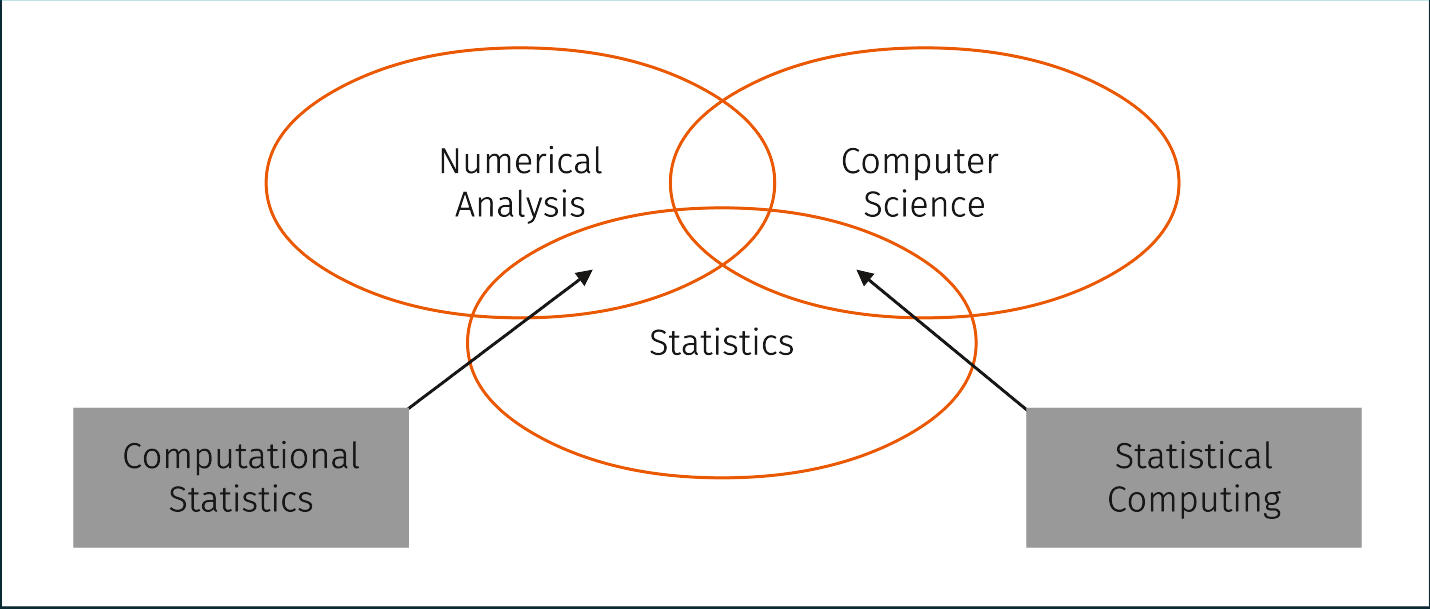 Numerical
Analysis
Computer
Science
Statistics
Computational
Statistics
Statistical
Computing